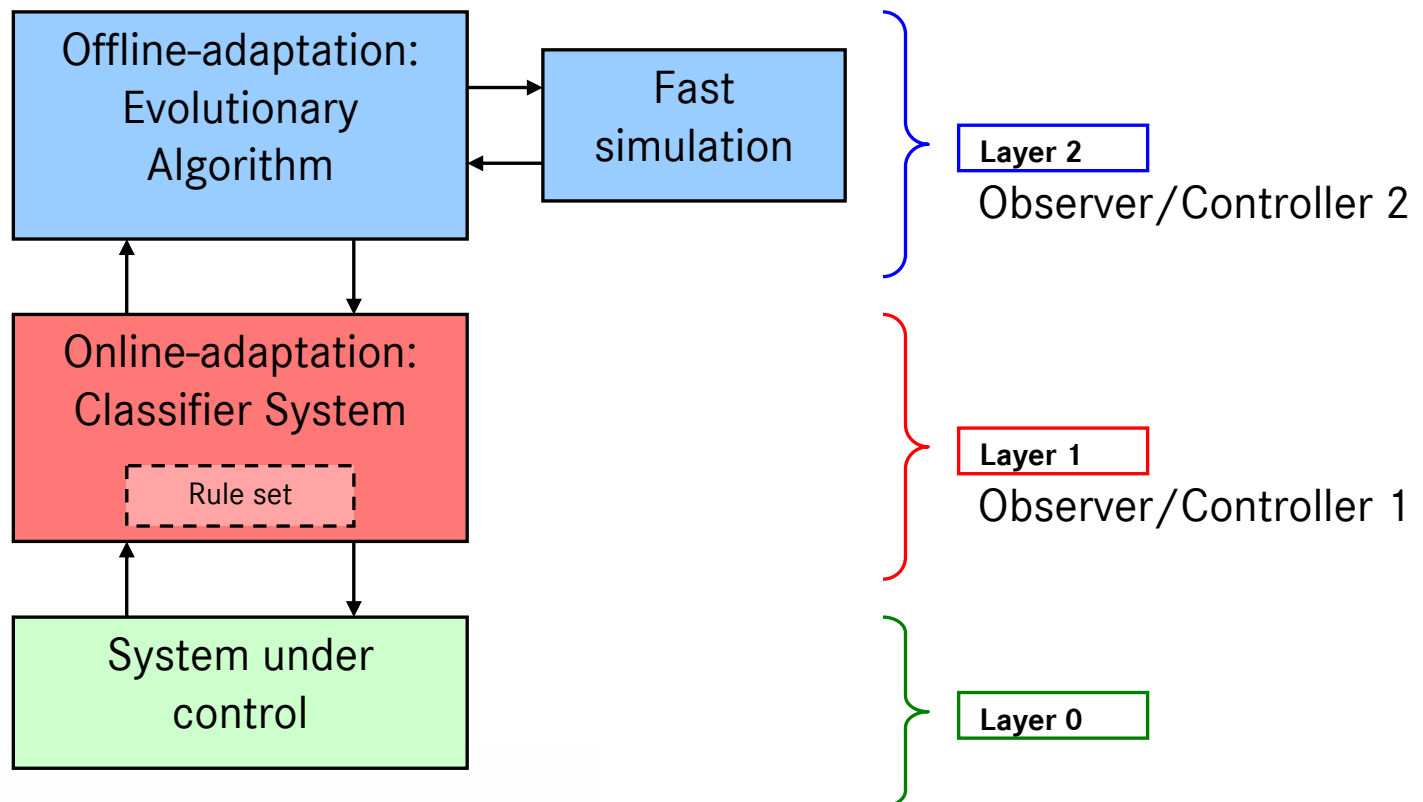 Offline-adaptation:
Evolutionary
Algorithm
Fast
simulation
Layer 2
Observer/Controller 2
Online-adaptation:
Classifier System
Rule set
Layer 1
Observer/Controller 1
System under
control
Layer 0